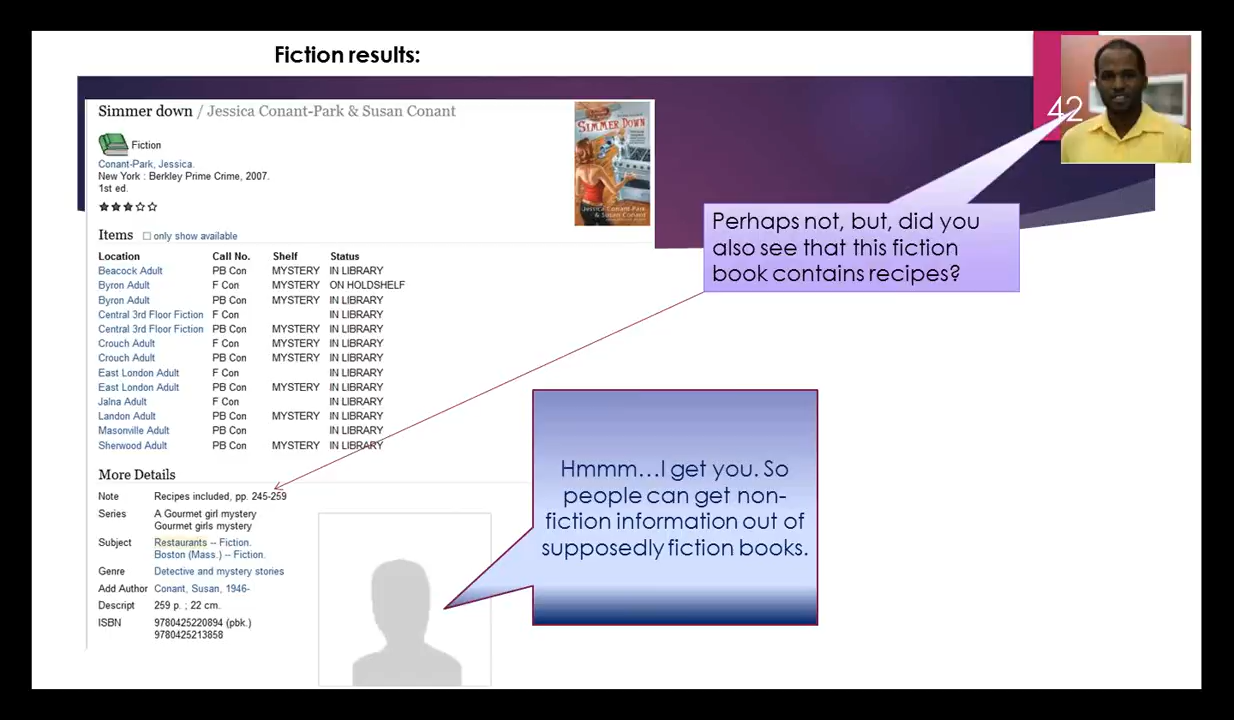 Fiction results:
42
Simmer down / Jessica Conant-Park & Susan Conant
Fiction
Conant-Park, Jessica.
New York : Berkley Prime Crime, 2007.
1st ed.
SIMMER DOWN
Jessica Conant-Park
& Susan Conant
Perhaps not, but, did you
also see that this fiction
book contains recipes?
Items only show available
Location Call No. Shelf Status
Beacock Adult PB Con MYSTERY IN LIBRARY
Byron Adult F Con MYSTERY ON HOLDSHELF
Byron Adult PB Con MYSTERY IN LIBRARY
Central 3rd Floor Fiction F Con IN LIBRARY
Central 3rd Floor Fiction PB Con MYSTERY IN LIBRARY
Crouch Adult F Con MYSTERY IN LIBRARY
Crouch Adult PB Con MYSTERY IN LIBRARY
East London Adult F Con IN LIBRARY
East London Adult PB Con MYSTERY IN LIBRARY
Jalna Adult F Con IN LIBRARY
Landon Adult PB Con MYSTERY IN LIBRARY
Masonville Adult PB Con IN LIBRARY
Sherwood Adult PB Con MYSTERY IN LIBRARY
More Details
Note Recipes included, pp. 245-259
Series A Gourmet girl mystery
Gourmet girls mystery
Subject Restaurants -- Fiction.
Boston (Mass.) -- Fiction.
Genre Detective and mystery stories
Add Author Conant, Susan, 1946-
Descript 259 p. ; 22 cm.
ISBN 9780425220894 (pbk.)
9780425213858
Hmmm...I get you. So
people can get non-
fiction information out of
supposedly fiction books.